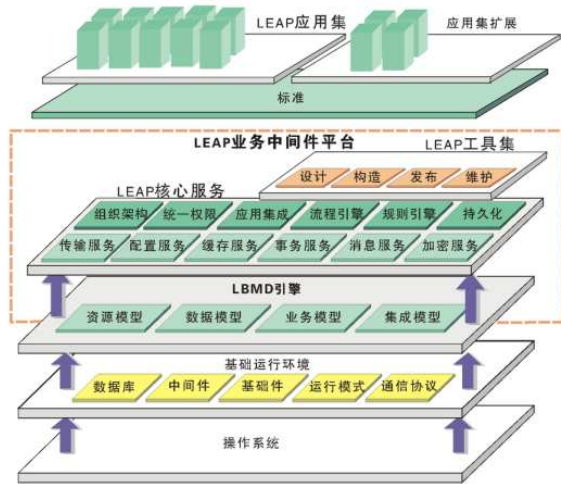 LEAP应用集
应用集扩展
标准
LEAP业务中间件平台
LEAP工具集
设计 构造 发布 维护
LEAP核心服务
组织架构 统一权限 应用集成 流程引擎 规则引擎 持久化
传输服务 配置服务 缓存服务 事务服务 消息服务 加密服务
LBMD引擎
资源模型 数据模型 业务模型 集成模型
基础运行环境
数据库 中间件 基础件 运行模式 通信协议
操作系统